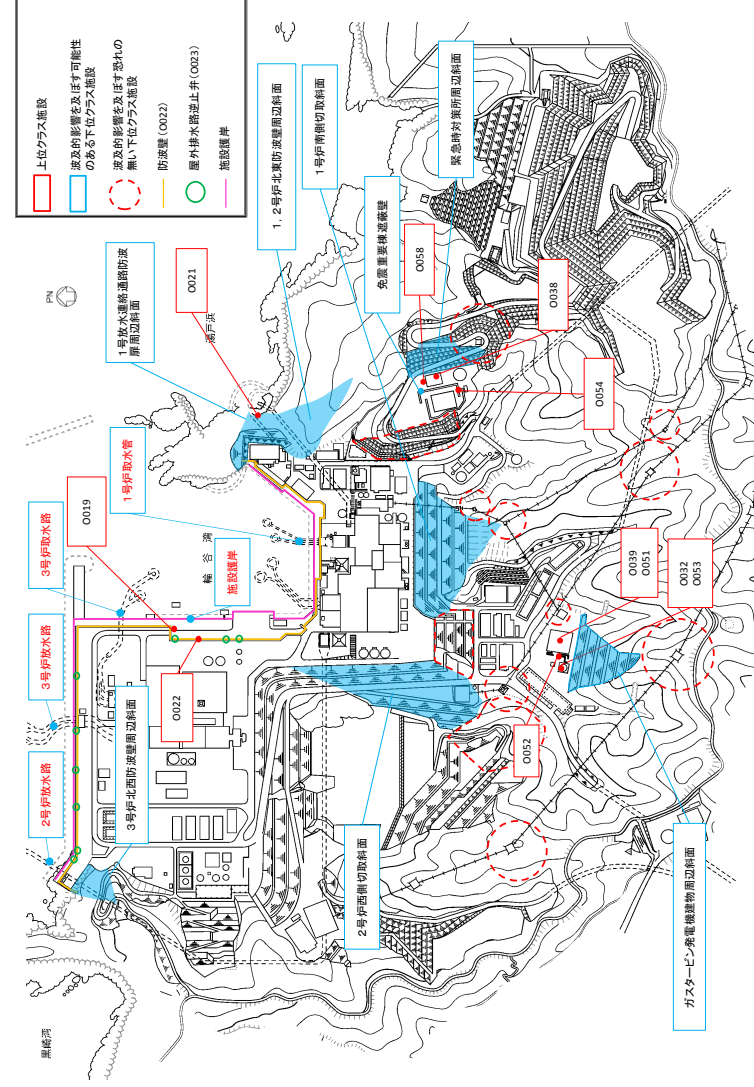 上位クラス施設
波及的影響を及ぼす可能性
のある下位クラス施設
波及的影響を及ぼす恐れの
無い下位クラス施設
防波壁(O022)
屋外排水路逆止弁(O023)
施設護岸
PN
1号放水連絡通路防波
扉周辺斜面
O021
湯戸浜
1,2号炉北東防波壁周辺斜面
1号炉南側切取斜面
免震重要棟遮蔽壁
緊急時対策所周辺斜面
O058
O038
O054
1号炉取水管
O019
3号炉取水路
輪谷湾
施設護岸
3号炉放水路
2号炉放水路
O022
3号炉北西防波壁周辺斜面
2号炉西側切取斜面
O039
O051
O032
O053
O052
ガスタービン発電機建物周辺斜面
黒崎湾